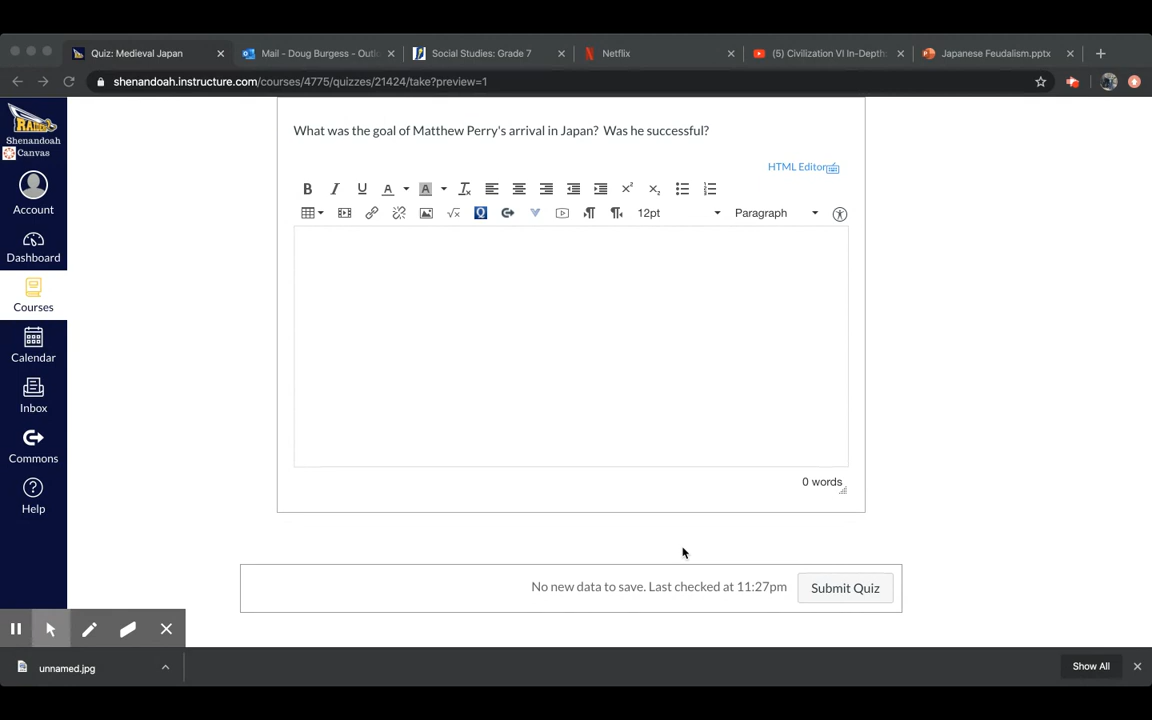 Quiz: Medieval Japan
Mail - Doug Burgess - Outl
Social Studies: Grade 7
Netflix
(5) Civilization VI In-Depth:
Japanese Feudalism.pptx
shenandoah.instructure.com/courses/4775/quizzes/21424/take?preview=1
Shenandoah
Canvas
Account
Dashboard
Courses
Calendar
Inbox
Commons
Help
What was the goal of Matthew Perry's arrival in Japan? Was he successful?
HTML Editor
12pt
Paragraph
0 words
No new data to save. Last checked at 11:27pm
Submit Quiz
unnamed.jpg
Show All